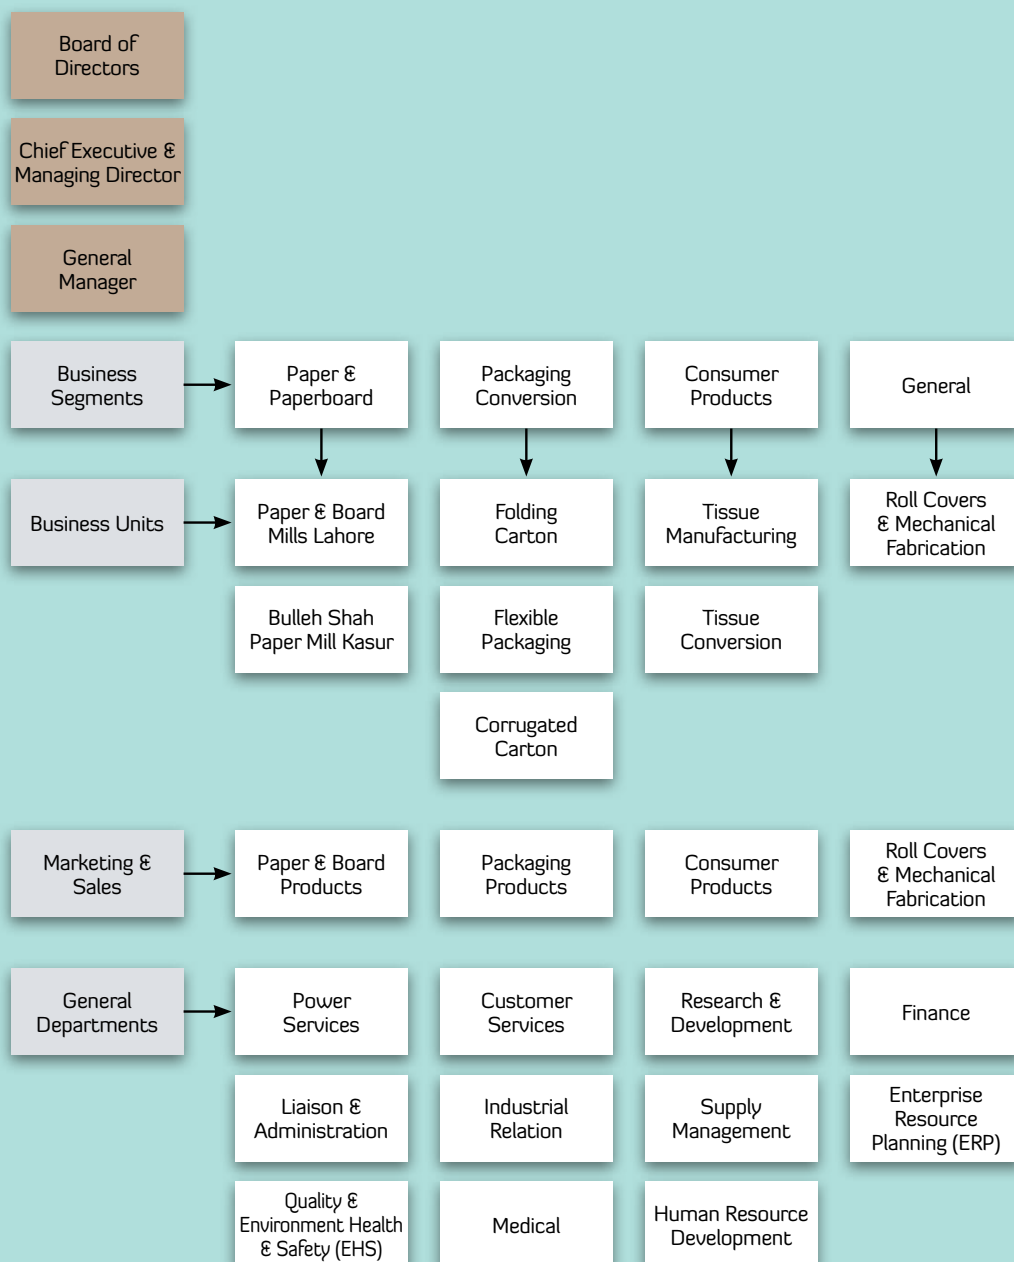 Board of
Directors
Chief Executive &
Managing Director
General
Manager
Business
Segments
Paper &
Paperboard
Packaging
Conversion
Consumer
Products
General
Business Units
Paper & Board
Mills Lahore
Folding
Carton
Tissue
Manufacturing
Roll Covers
& Mechanical
Fabrication
Bulleh Shah
Paper Mill Kasur
Flexible
Packaging
Tissue
Conversion
Corrugated
Carton
Marketing &
Sales
Paper & Board
Products
Packaging
Products
Consumer
Products
Roll Covers
& Mechanical
Fabrication
General
Departments
Power
Services
Customer
Services
Research &
Development
Finance
Liaison &
Administration
Industrial
Relation
Supply
Management
Enterprise
Resource
Planning (ERP)
Quality &
Environment Health
& Safety (EHS)
Medical
Human Resource
Development